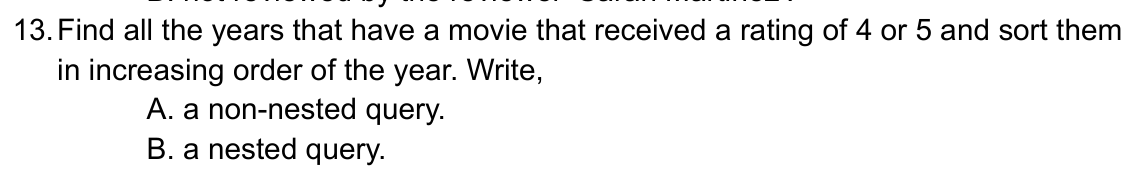 13. Find all the years that have a movie that received a rating of 4 or 5 and sort them
in increasing order of the year. Write,
A. a non-nested query.
B. a nested query.